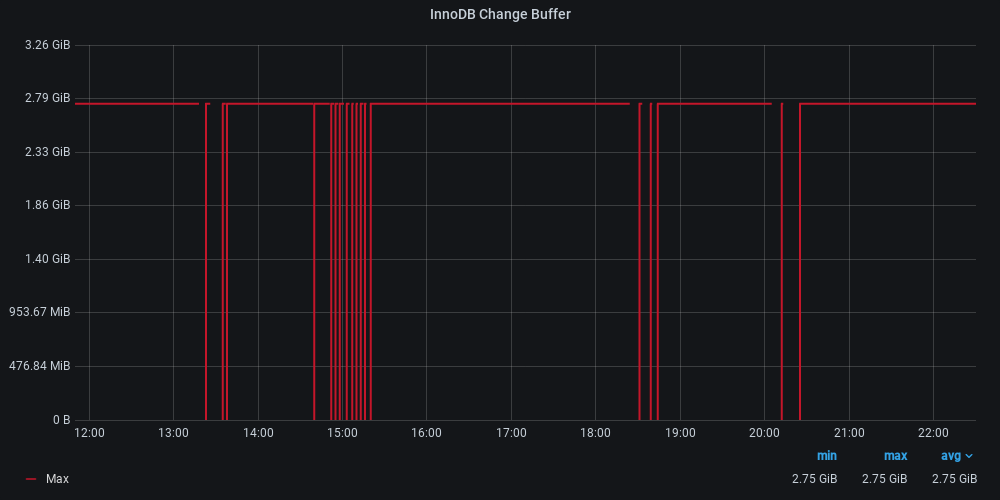 InnoDB Change Buffer
3.26 GiB
2.79 GiB
2.33 GiB
1.86 GiB
1.40 GiB
953.67 MiB
476.84 MiB
0 B
12:00 13:00 14:00 15:00 16:00 17:00 18:00 19:00 20:00 21:00 22:00
min max avg
Max 2.75 GiB 2.75 GiB 2.75 GiB